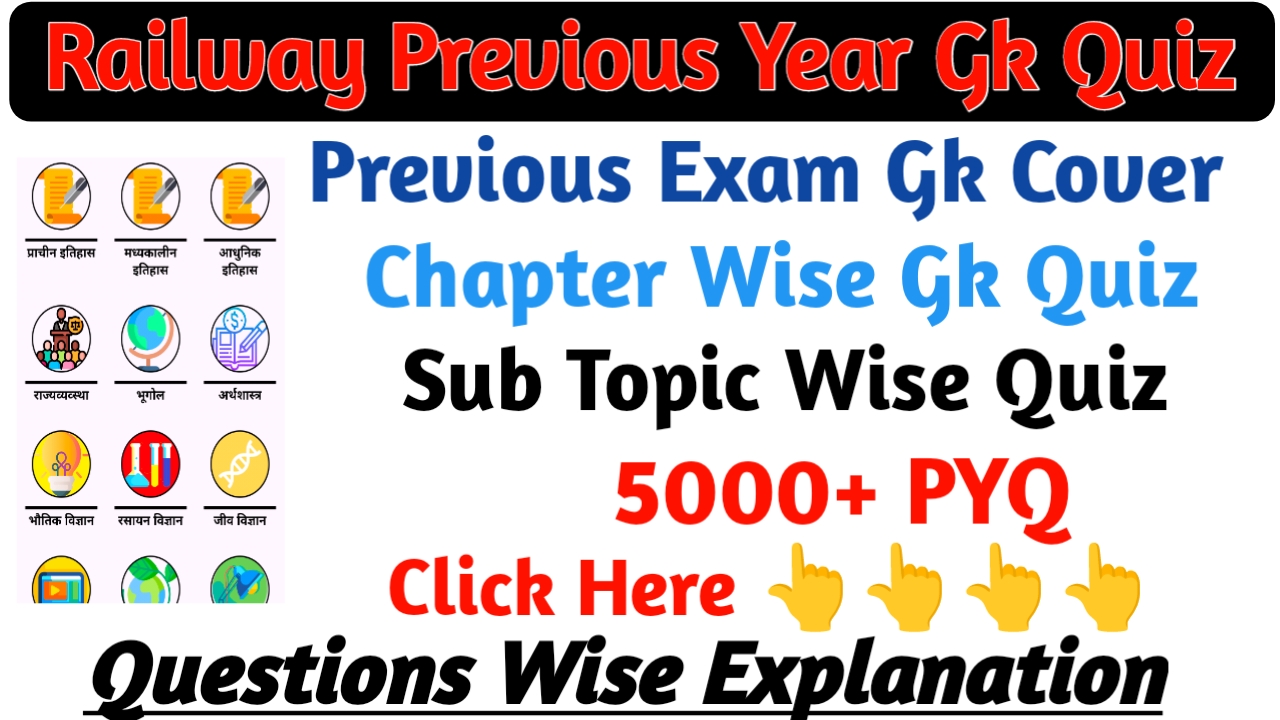 Railway Previous Year Gk Quiz
Previous Exam Gk Cover
Chapter Wise Gk Quiz
Sub Topic Wise Quiz
5000+ PYQ
Click Here
Questions Wise Explanation
प्राचीन इतिहास
मध्यकालीन
इतिहास
आधुनिक
इतिहास
राज्यव्यव्स्था
भूगोल
अर्थशास्त्र
भौतिक विज्ञान
रसायन विज्ञान
जीव विज्ञान